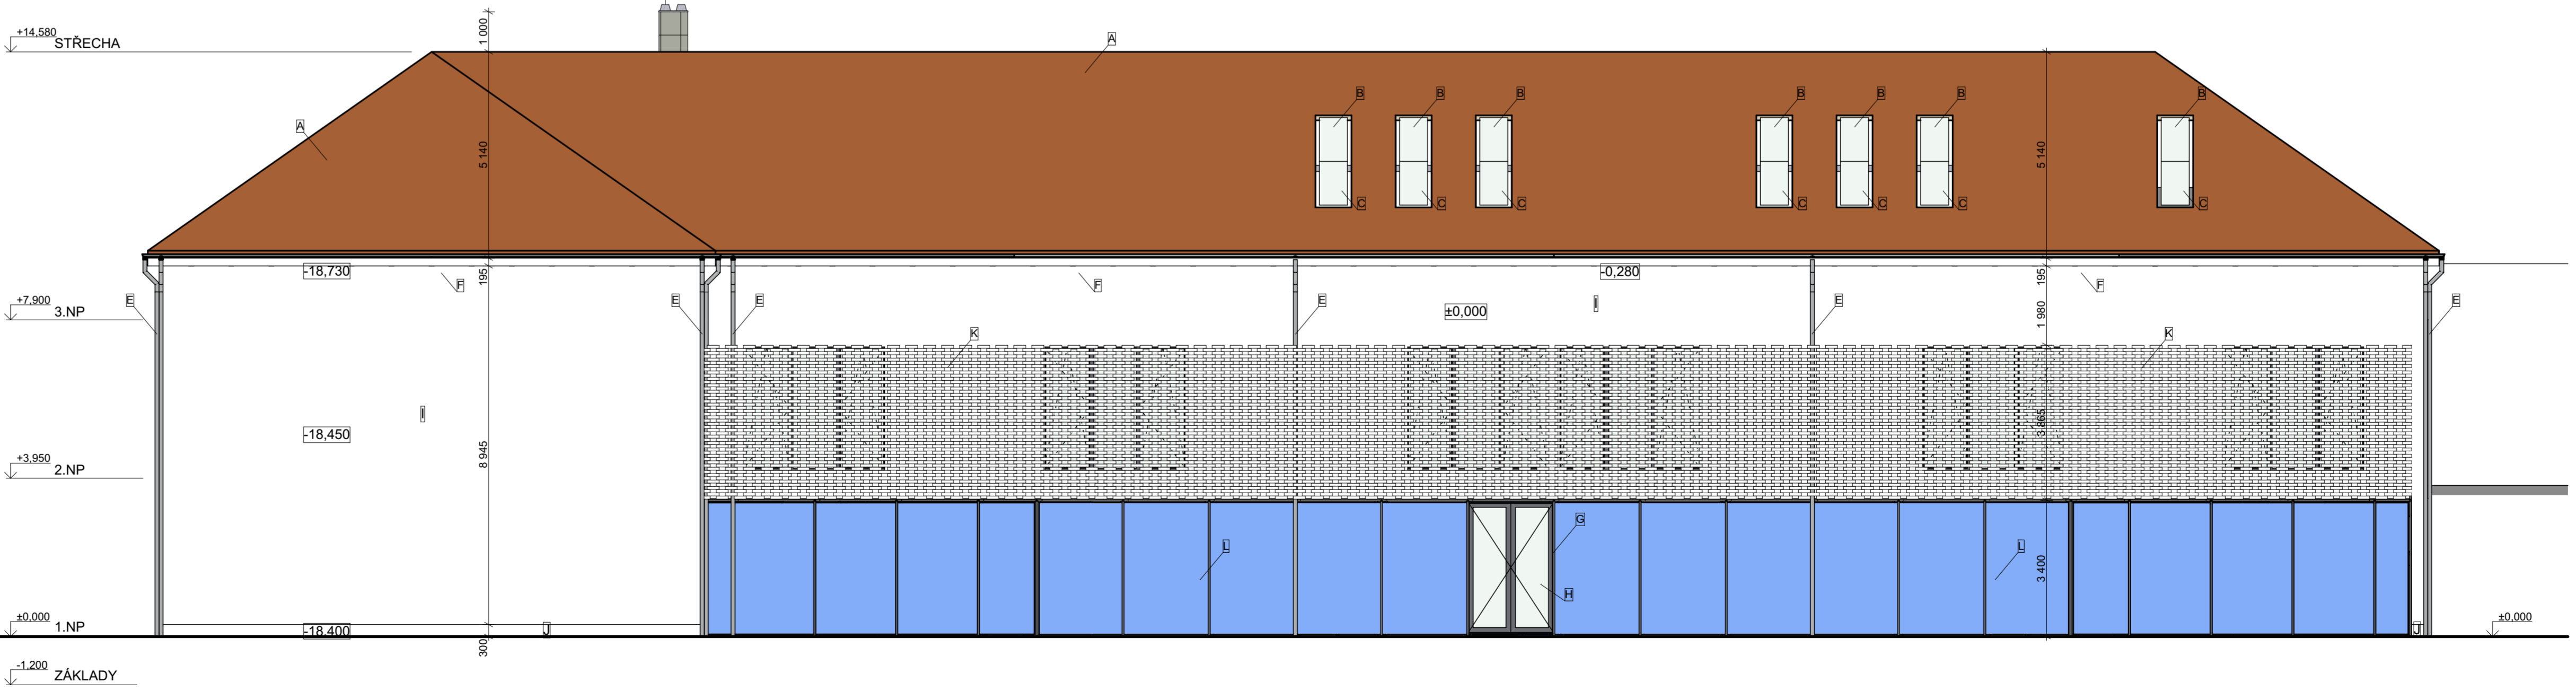 +14,580
STŘECHA
1 000
A
A
B
B
B
B
B
B
B
5 140
5 140
C
C
C
C
C
C
C
-18,730
-0,280
195
195
F
F
F
+7,900
3.NP
E
E
E
E
E
E
±0,000
I
1 980
K
K
I
-18,450
8 945
3 865
+3,950
2.NP
G
L
L
3 400
H
±0,000
1.NP
-18,400
J
J
±0,000
300
-1,200
ZÁKLADY